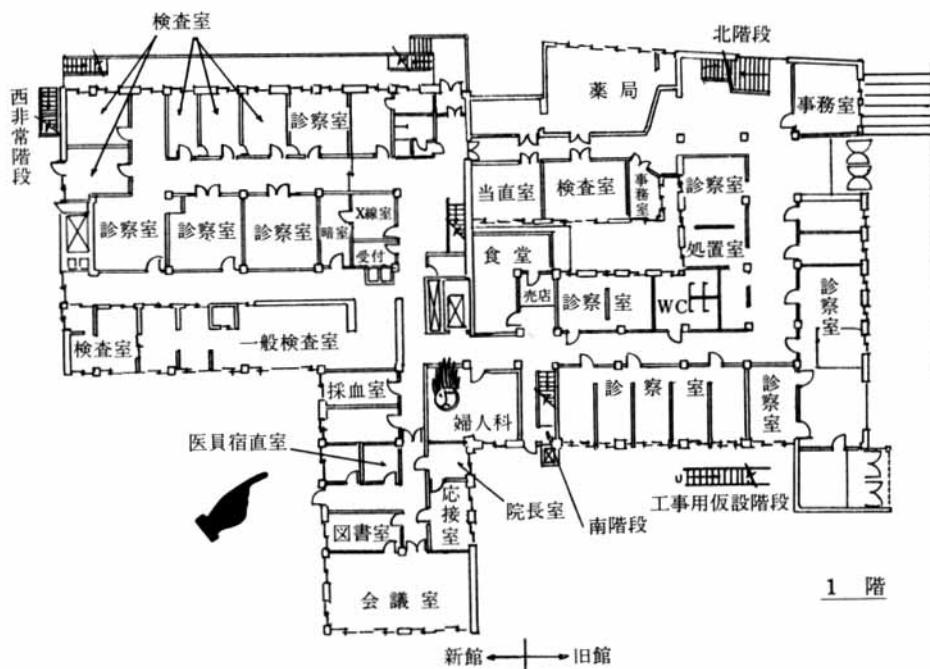 検査室
北階段
薬局
事務室
西非常階段
診察室
当直室
検査室
事務室
診察室
診察室
診察室
診察室
暗室
X線室
受付
食堂
処置室
売店
診察室
WC
診察室
検査室
一般検査室
採血室
婦人科
診察室
診察室
医員宿直室
院長室
応接室
南階段
工事用仮設階段
U
図書室
会議室
1 階
新館
旧館